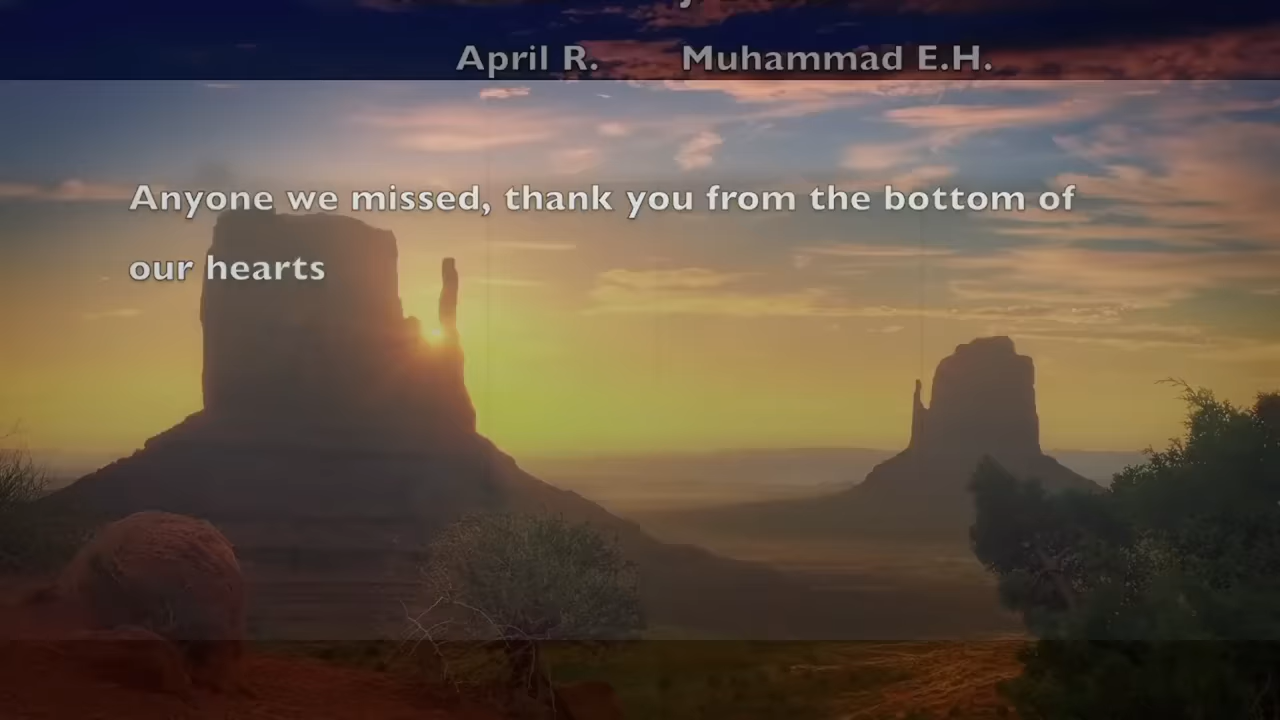 April R. Muhammad E.H.
Anyone we missed, thank you from the bottom of
our hearts